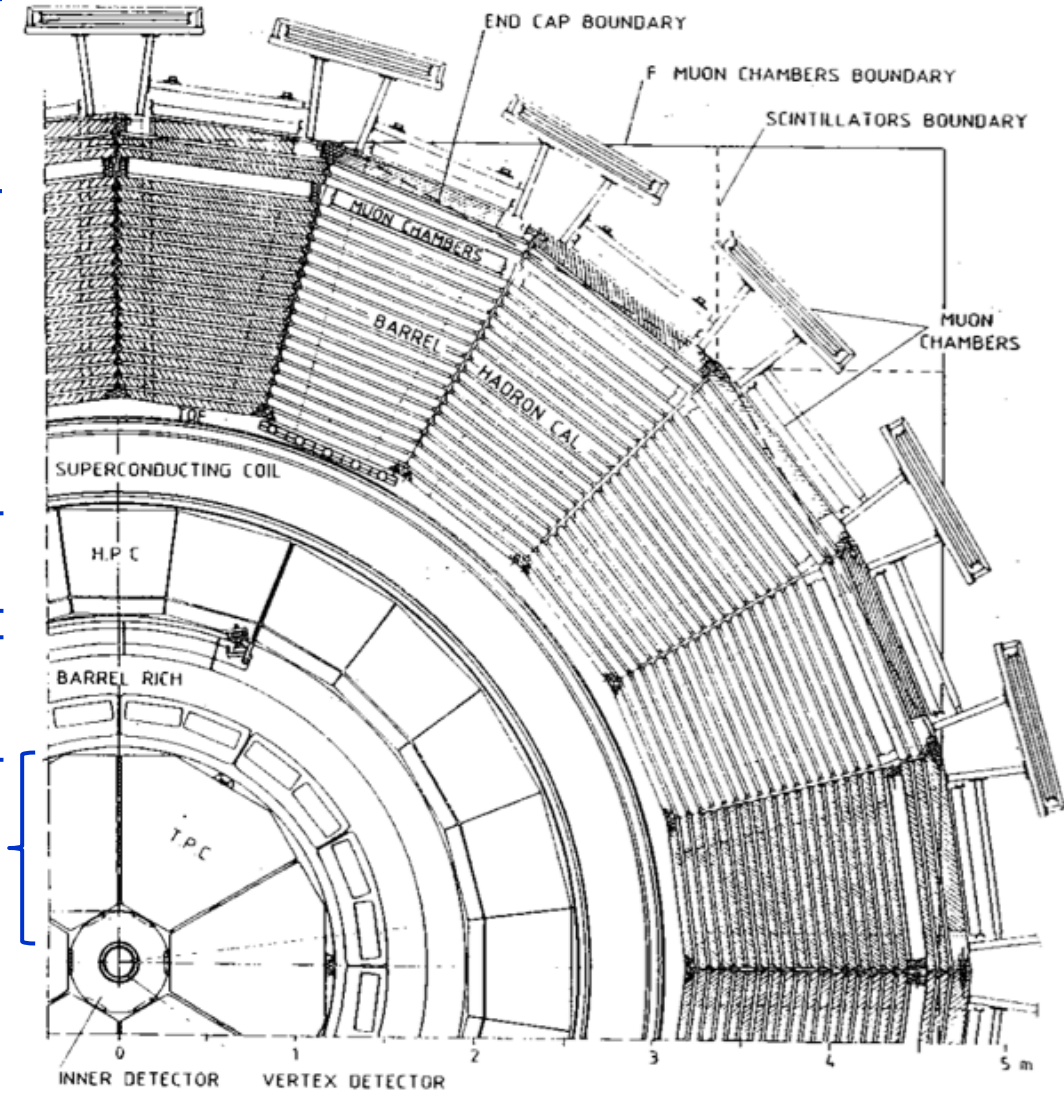 END CAP BOUNDARY
F MUON CHAMBERS BOUNDARY
SCINTILLATORS BOUNDARY
MUON CHAMBERS
BARREL
HADRON CAL.
MUON
CHAMBERS
TOF
SUPERCONDUCTING COIL
H.P.C
BARREL RICH
T.P.C
0 1 2 3 4 5 m
INNER DETECTOR VERTEX DETECTOR